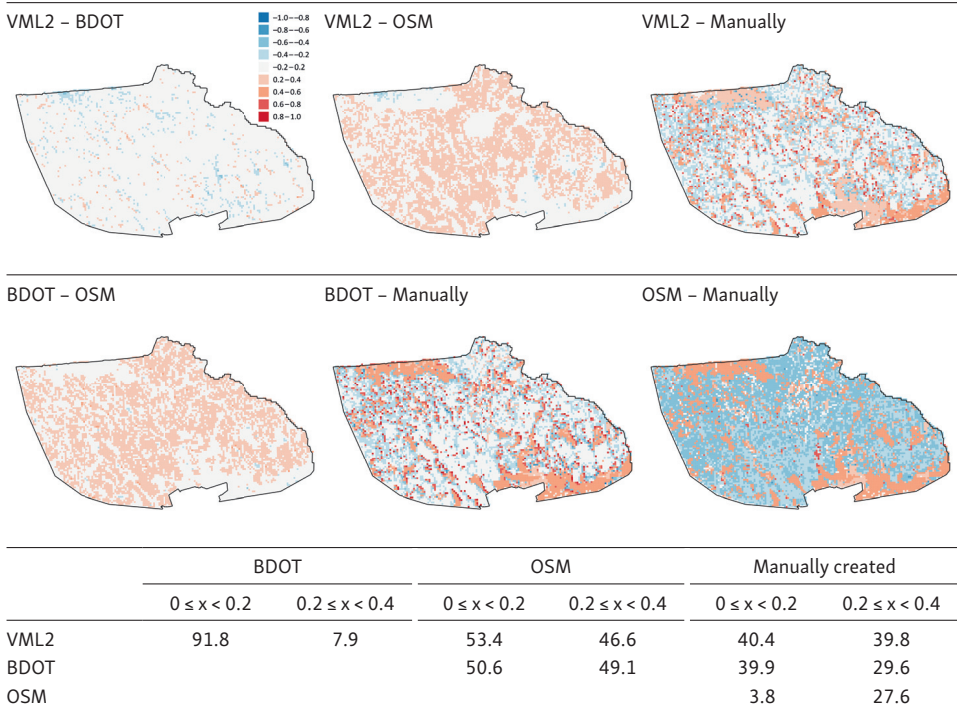 VML2 – BDOT
VML2 – OSM
VML2 – Manually
−1.0–−0.8
−0.8–−0.6
−0.6–−0.4
−0.4–−0.2
−0.2–0.2
0.2–0.4
0.4–0.6
0.6–0.8
0.8–1.0
BDOT – OSM
BDOT – Manually
OSM – Manually
BDOT OSM Manually created
0 ≤ x < 0.2 0.2 ≤ x < 0.4 0 ≤ x < 0.2 0.2 ≤ x < 0.4 0 ≤ x < 0.2 0.2 ≤ x < 0.4
VML2 91.8 7.9 53.4 46.6 40.4 39.8
BDOT 50.6 49.1 39.9 29.6
OSM 3.8 27.6